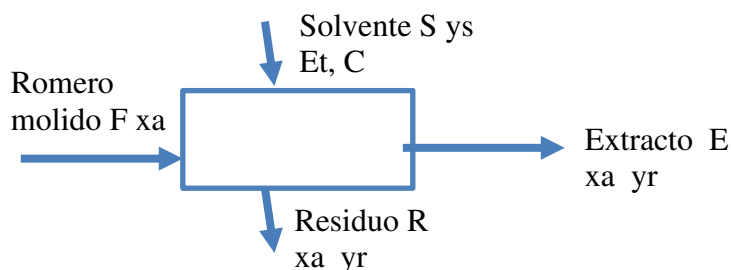 Solvente S ys
Et, C
Romero
molido F xa
Extracto  E
xa  yr
Residuo R
xa  yr